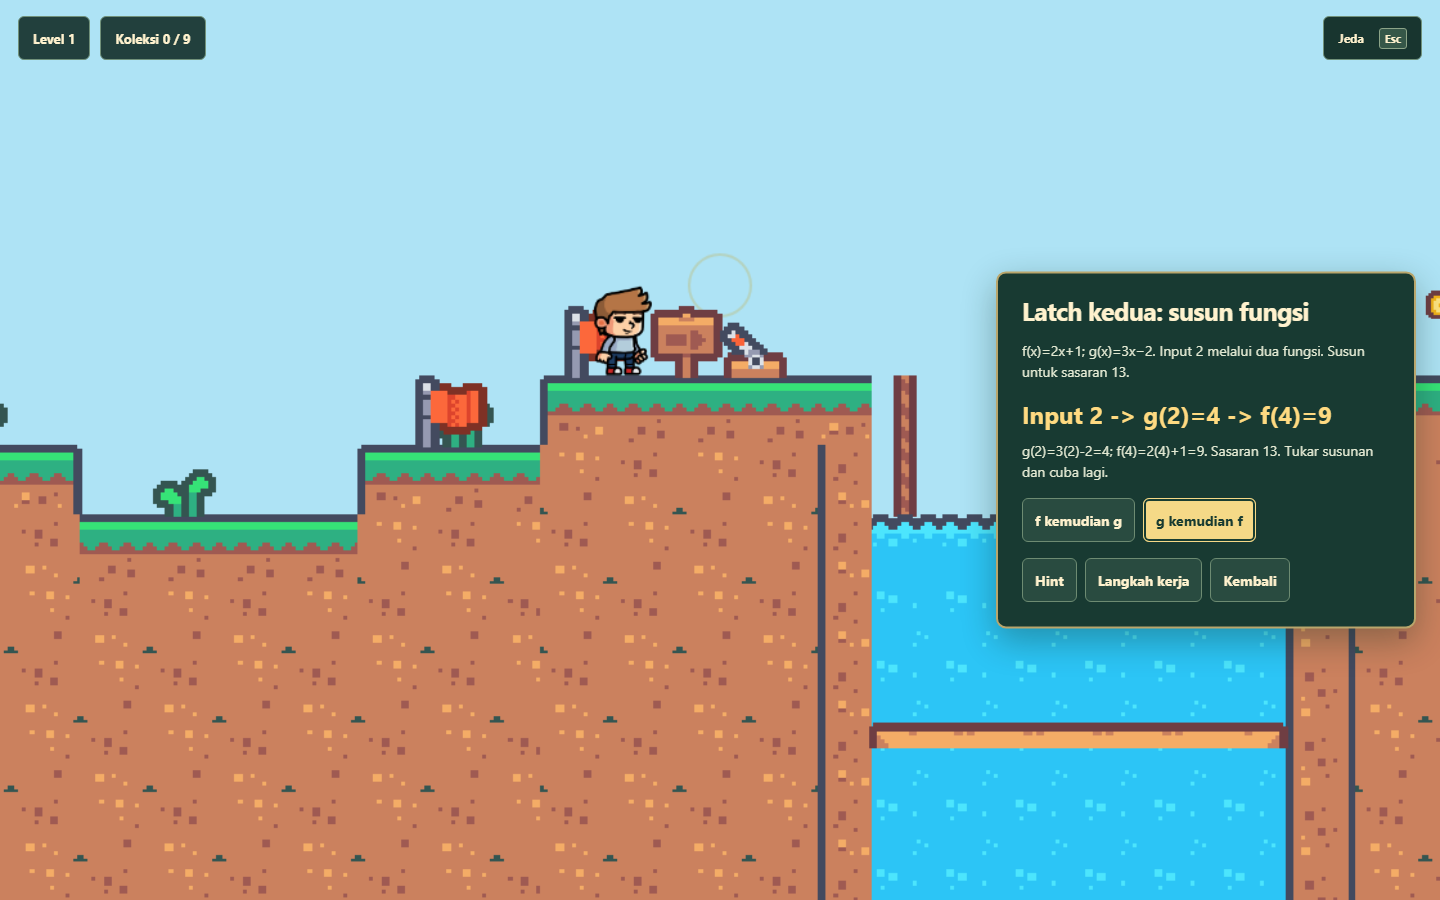 Level 1
Koleksi 0 / 9
Jeda Esc
Latch kedua: susun fungsi
f(x)=2x+1; g(x)=3x−2. Input 2 melalui dua fungsi. Susun
untuk sasaran 13.
Input 2 -> g(2)=4 -> f(4)=9
g(2)=3(2)-2=4; f(4)=2(4)+1=9. Sasaran 13. Tukar susunan
dan cuba lagi.
f kemudian g
g kemudian f
Hint
Langkah kerja
Kembali